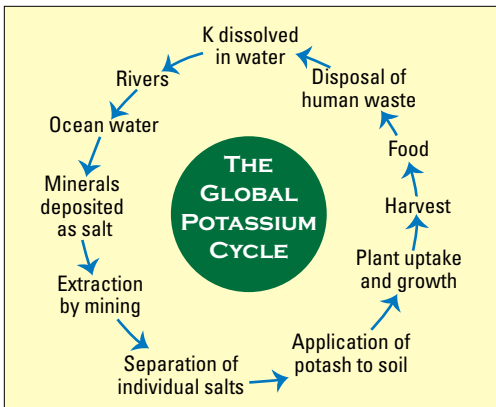 K dissolved
in water
Rivers
Ocean water
Minerals
deposited
as salt
Extraction
by mining
Separation of
individual salts
Application of
potash to soil
Plant uptake
and growth
Harvest
Food
Disposal of
human waste
THE
GLOBAL
POTASSIUM
CYCLE